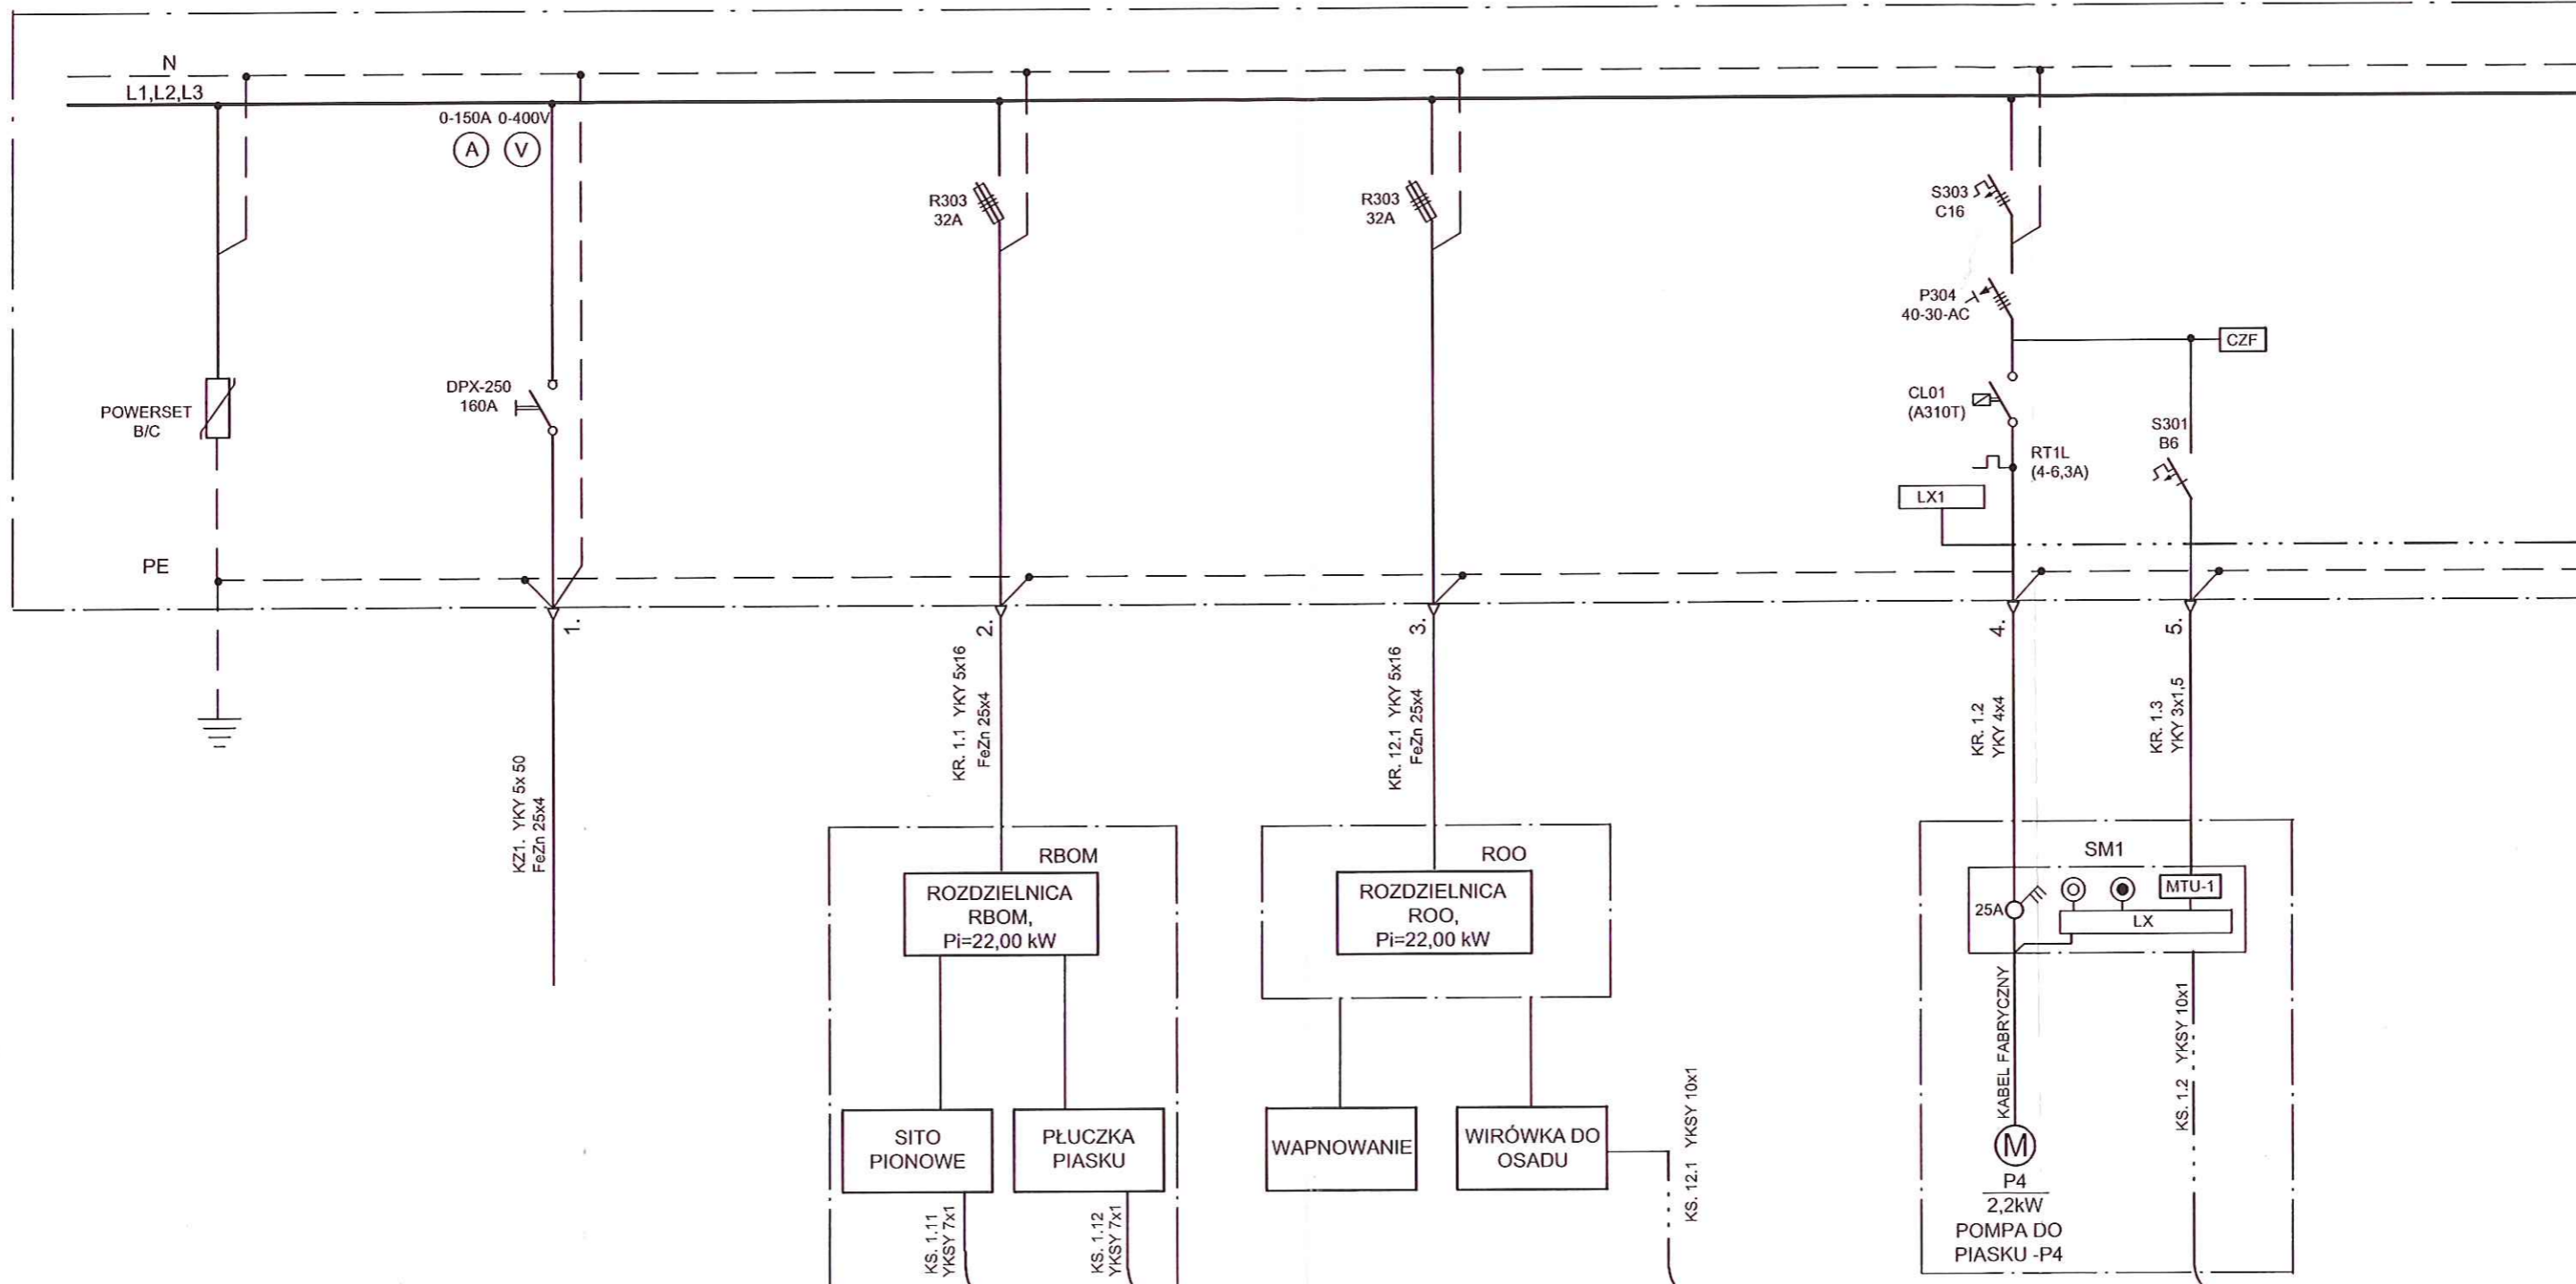 N
L1,L2,L3
0-150A 0-400V
A
V
R303
32A
R303
32A
S303
C16
P304
40-30-AC
CZF
POWERSET
B/C
DPX-250
160A
CL01
(A310T)
S301
B6
RT1L
(4-6,3A)
LX1
PE
1.
2.
3.
4.
5.
KZ1. YKY 5x 50
FeZn 25x4
KR. 1.1 YKY 5x16
FeZn 25x4
KR. 12.1 YKY 5x16
FeZn 25x4
KR. 1.2
YKY 4x4
KR. 1.3
YKY 3x1,5
RBOM
ROZDZIELNICA
RBOM,
Pi=22,00 kW
SITO
PIONOWE
PŁUCZKA
PIASKU
KS. 1.11
YKSY 7x1
KS. 1.12
YKSY 7x1
ROO
ROZDZIELNICA
ROO,
Pi=22,00 kW
WAPNOWANIE
WIRÓWKA DO
OSADU
KS. 12.1 YKSY 10x1
SM1
25A
MTU-1
LX
KABEL FABRYCZNY
KS. 1.2 YKSY 10x1
M
P4
2,2kW
POMPA DO
PIASKU -P4